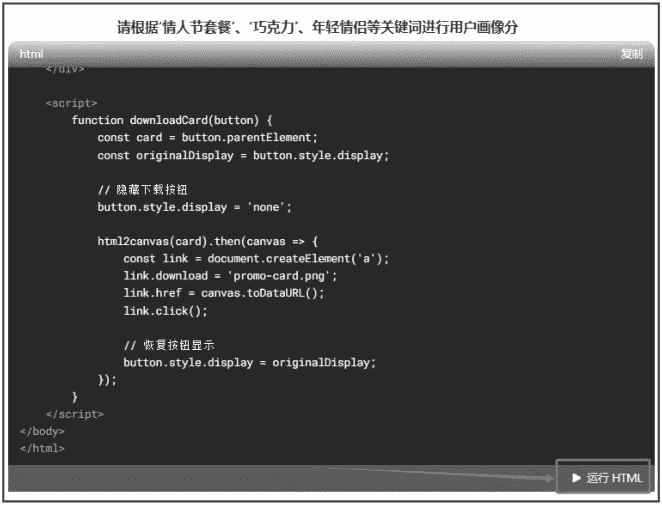 请根据‘情人节套餐’、‘巧克力’、年轻情侣等关键词进行用户画像分
html
复制
</div>
<script>
function downloadCard(button) {
const card = button.parentElement;
const originalDisplay = button.style.display;
// 隐藏下载按钮
button.style.display = 'none';
html2canvas(card).then(canvas => {
const link = document.createElement('a');
link.download = 'promo-card.png';
link.href = canvas.toDataURL();
link.click();
// 恢复按钮显示
button.style.display = originalDisplay;
});
}
</script>
</body>
</html>
运行 HTML